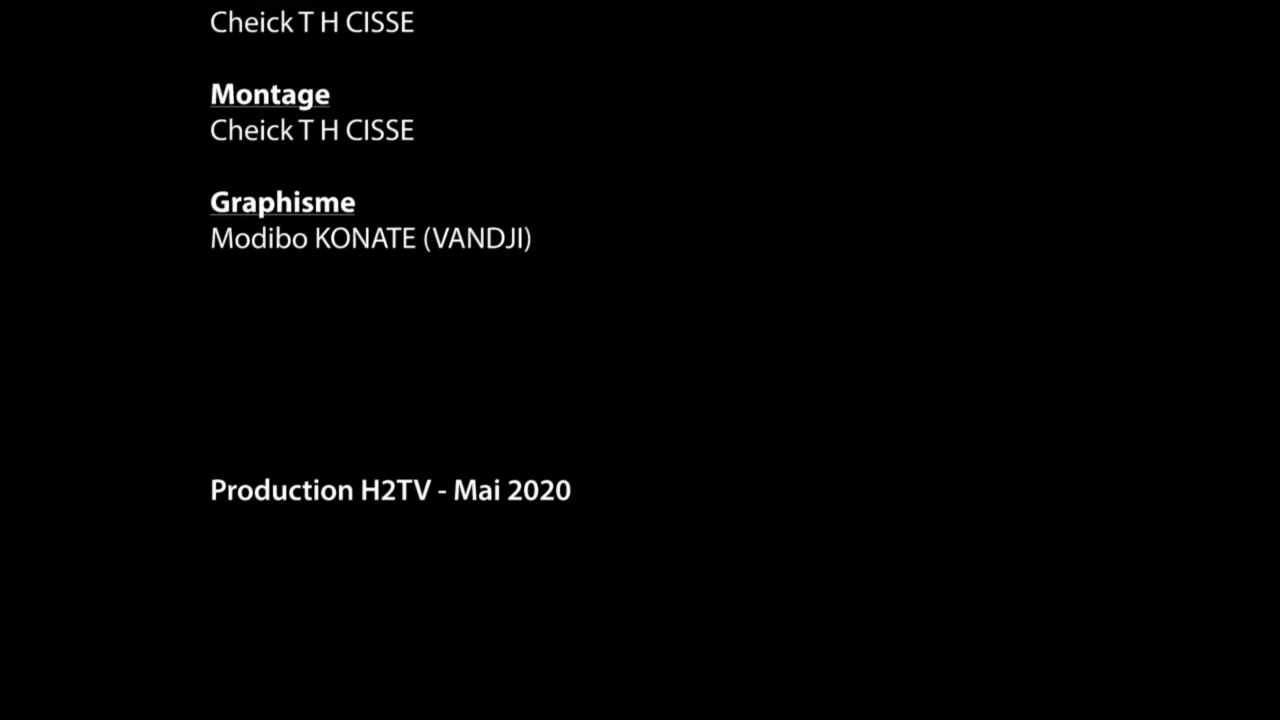 Cheick T H CISSE
Montage
Cheick T H CISSE
Graphisme
Modibo KONATE (VANDJI)
Production H2TV - Mai 2020